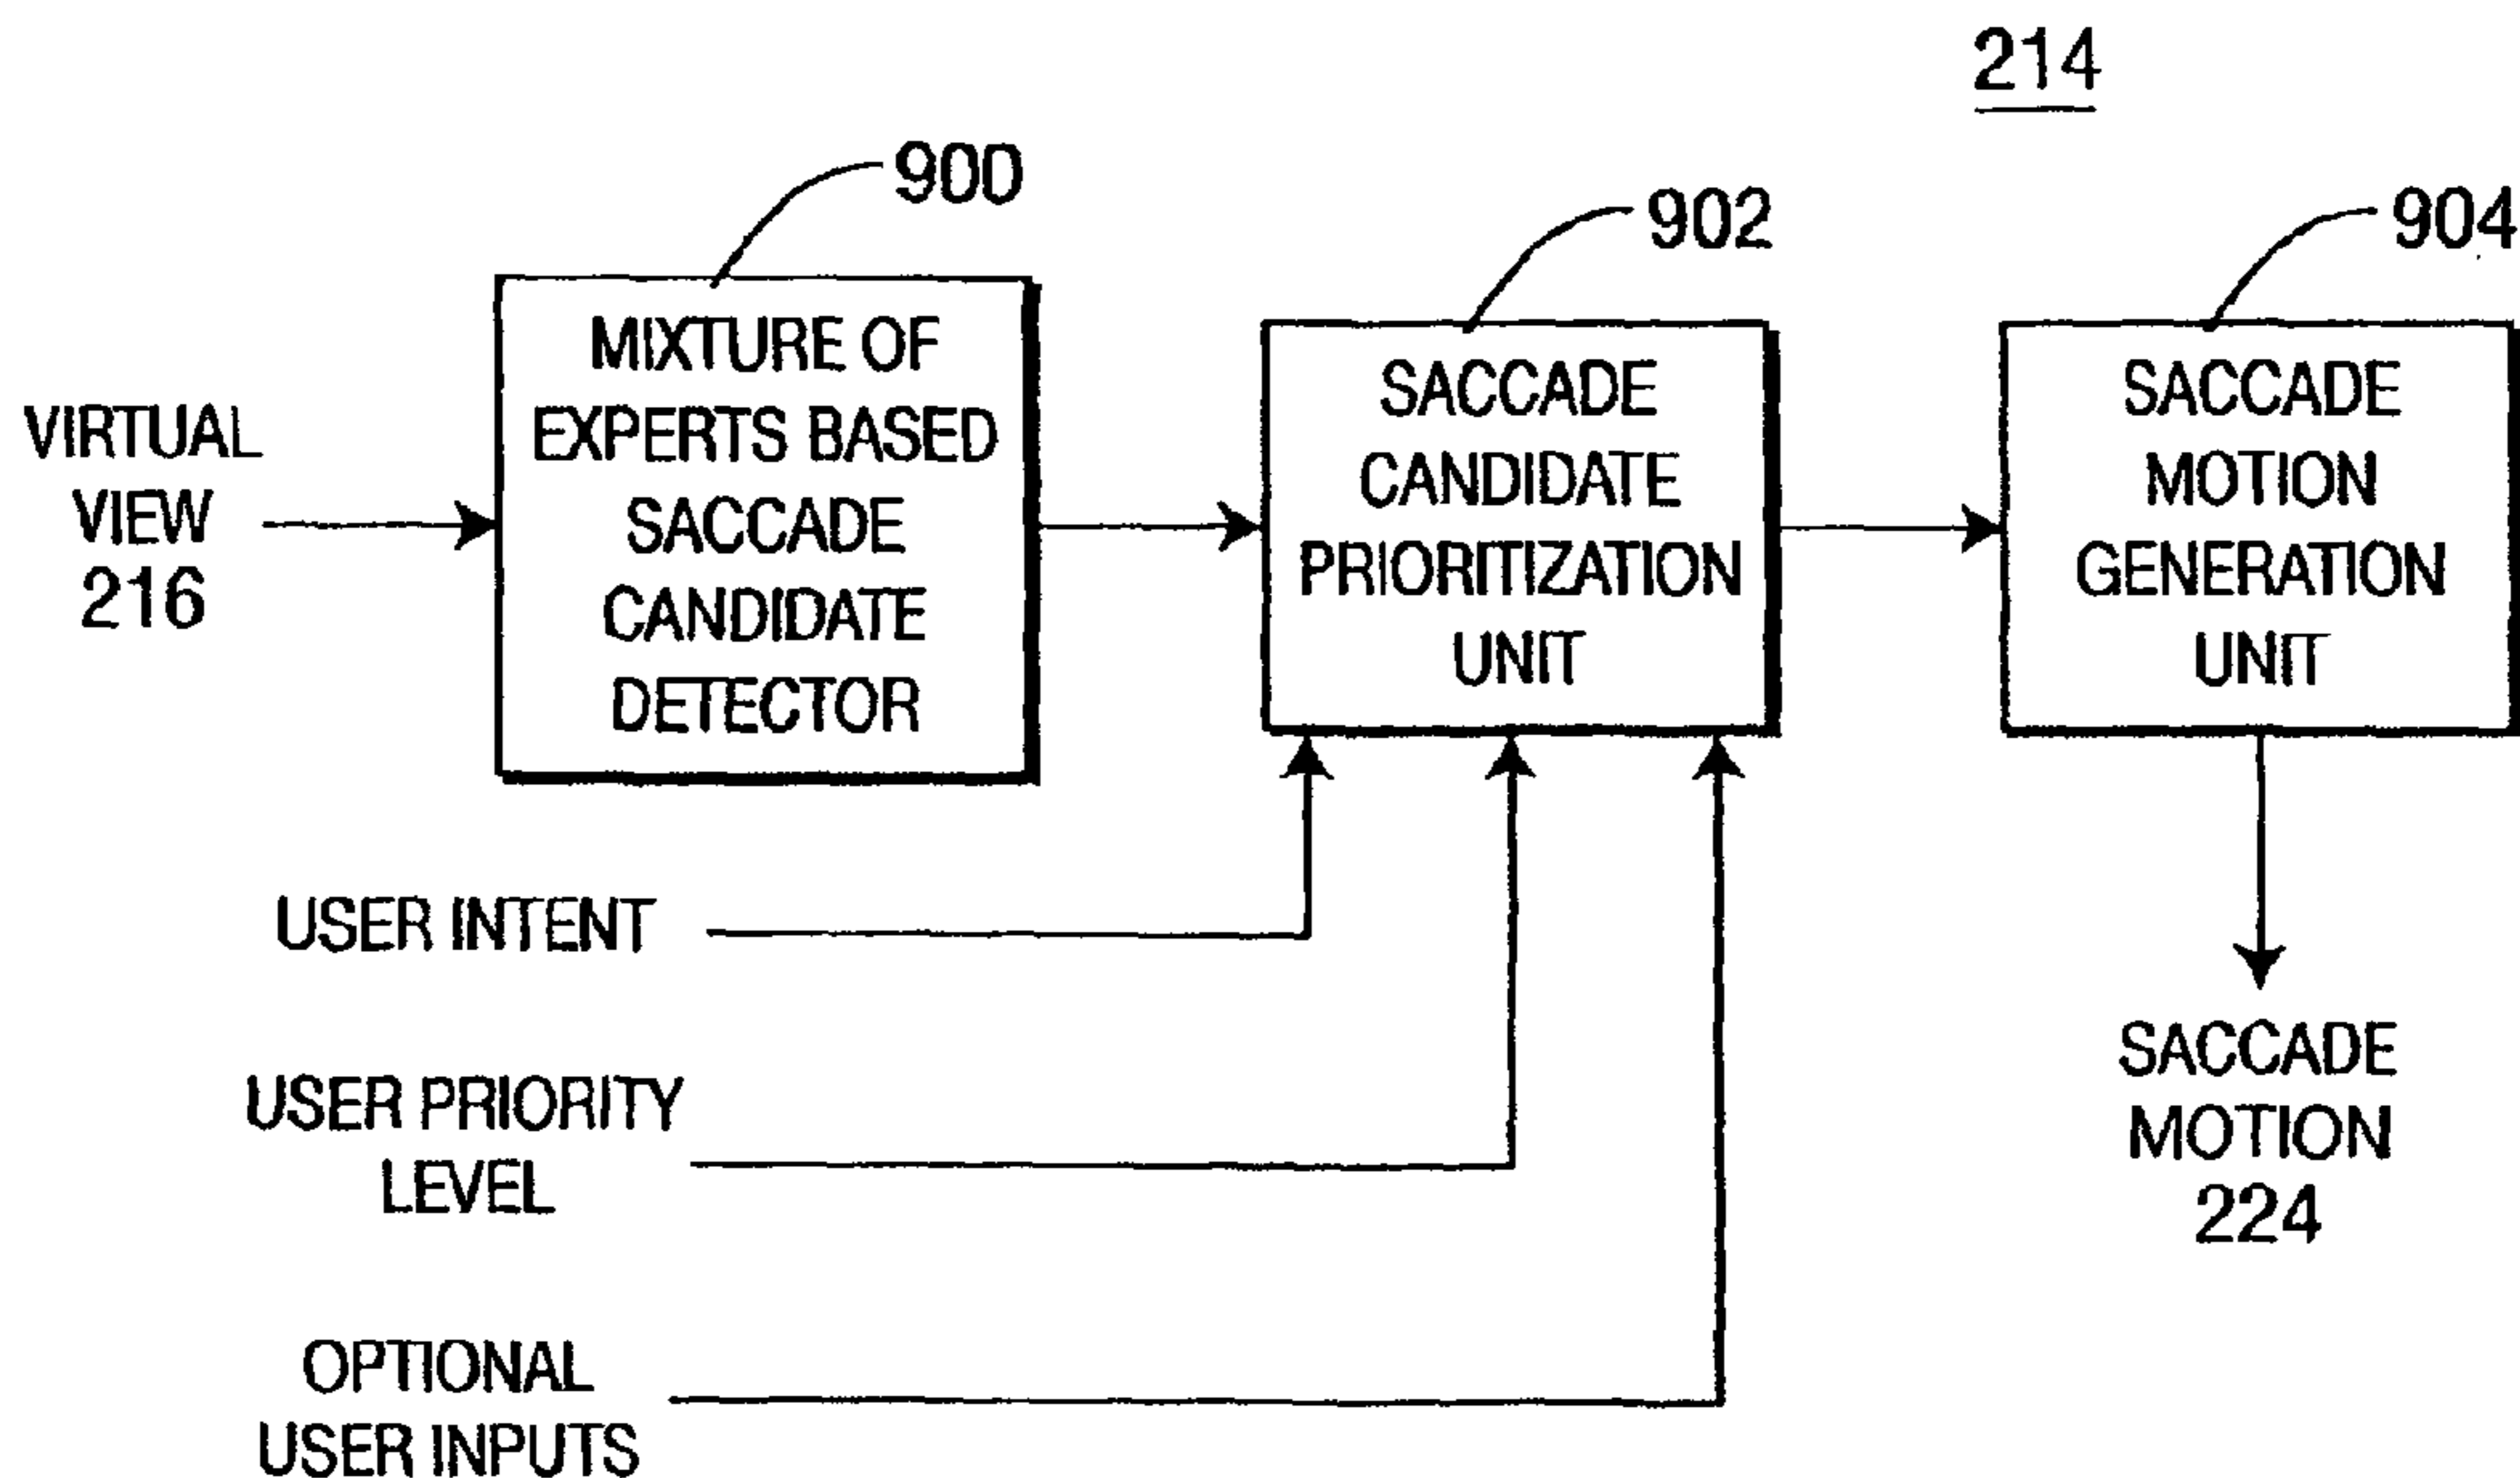 214
900
902
904
MIXTURE OF
EXPERTS BASED
SACCADE
CANDIDATE
DETECTOR
SACCADE
CANDIDATE
PRIORITIZATION
UNIT
SACCADE
MOTION
GENERATION
UNIT
VIRTUAL
VIEW
216
USER INTENT
USER PRIORITY
LEVEL
OPTIONAL
USER INPUTS
SACCADE
MOTION
224